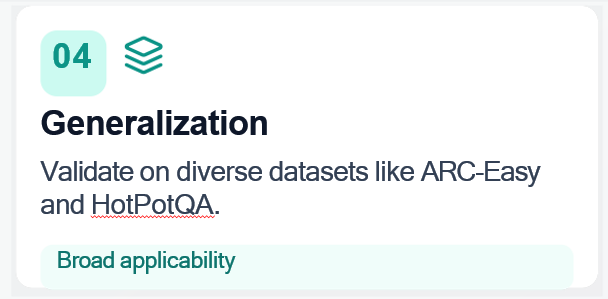 04
Generalization
Validate on diverse datasets like ARC-Easy
and HotPotQA.
Broad applicability